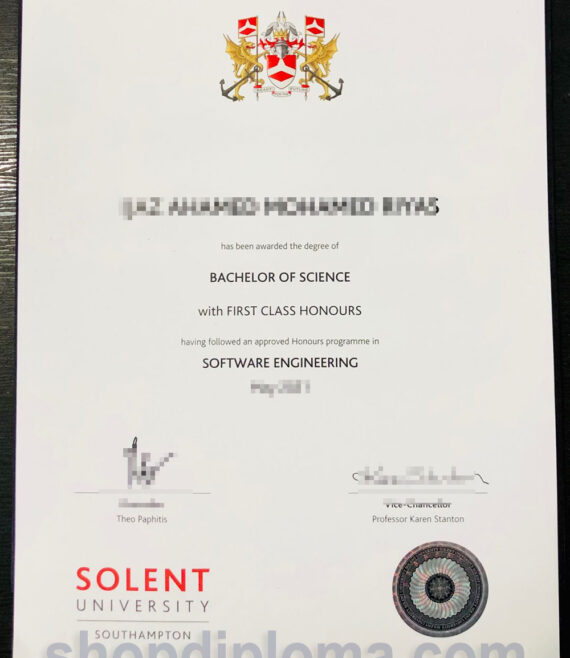 has been awarded the degree of
BACHELOR OF SCIENCE
with FIRST CLASS HONOURS
having followed an approved Honours programme in
SOFTWARE ENGINEERING
Theo Paphitis
Vice-Chancellor
Professor Karen Stanton
SOLENT
UNIVERSITY
SOUTHAMPTON
shopdiploma.com